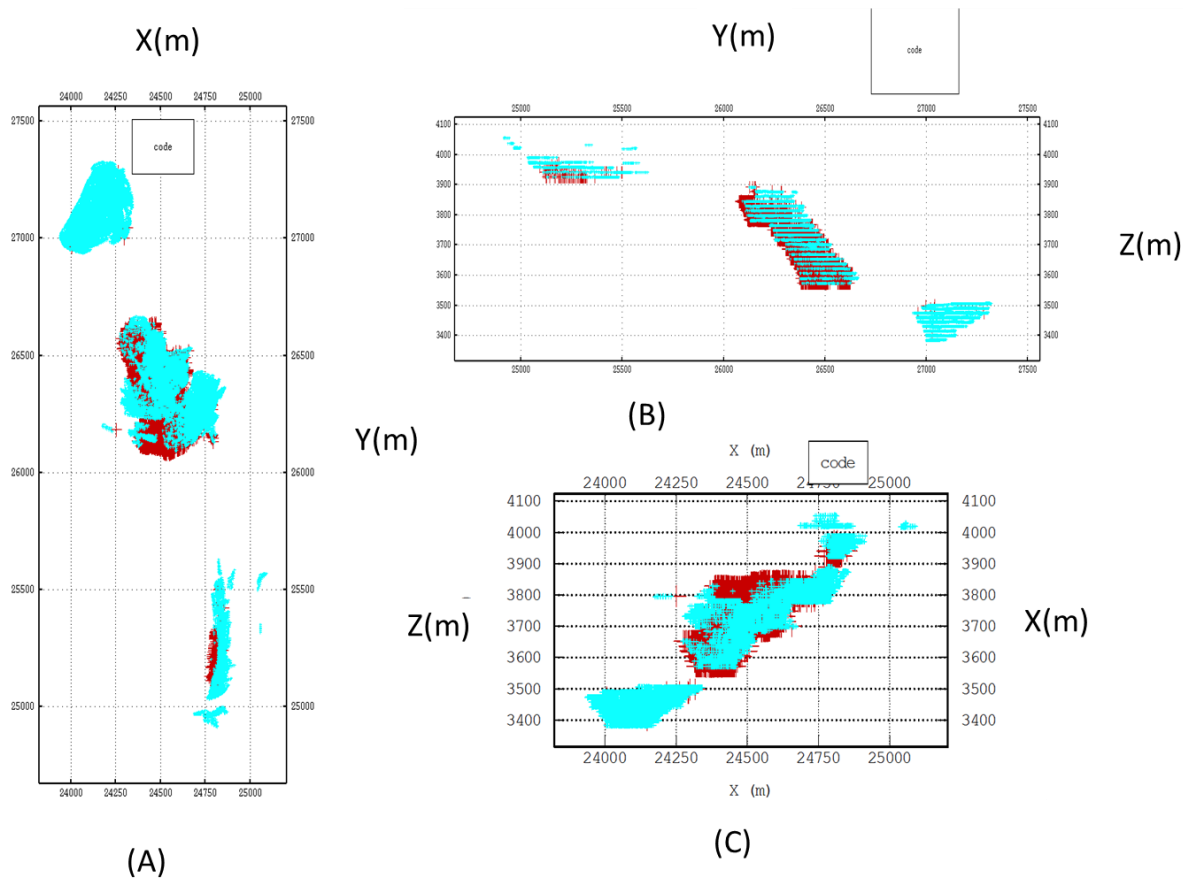 X(m)
24000 24250 24500 24750 25000
27500 27500
code
27000 27000
26500 26500
26000 26000
25500 25500
25000 25000
24000 24250 24500 24750 25000
Y(m)
(A)
Y(m)
code
25000 25500 26000 26500 27000 27500
4100 4100
4000 4000
3900 3900
3800 3800
3700 3700
3600 3600
3500 3500
3400 3400
25000 25500 26000 26500 27000 27500
Z(m)
(B)
X (m)
code
24000 24250 24500 24750 25000
4100 4100
4000 4000
3900 3900
3800 3800
3700 3700
3600 3600
3500 3500
3400 3400
24000 24250 24500 24750 25000
Z(m)
X(m)
X (m)
(C)